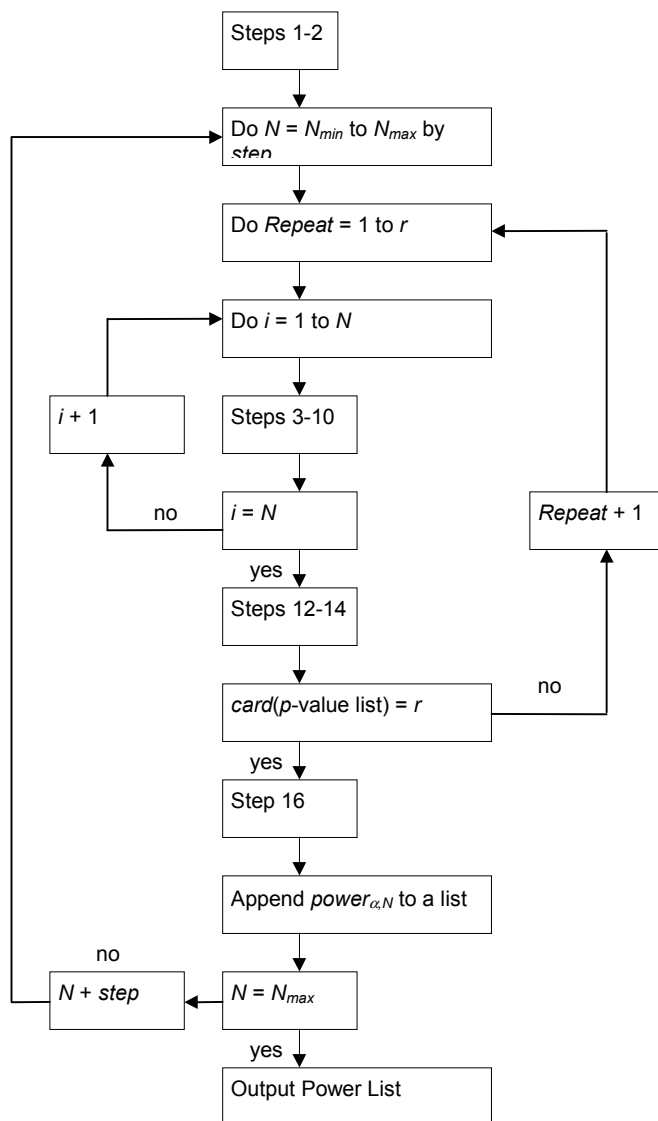 Steps 1-2
Do N = Nmin to Nmax by
step
Do Repeat = 1 to r
Do i = 1 to N
i + 1
Steps 3-10
no
i = N
Repeat + 1
yes
Steps 12-14
no
card(p-value list) = r
yes
Step 16
Append powerα,N to a list
no
N + step
N = Nmax
yes
Output Power List